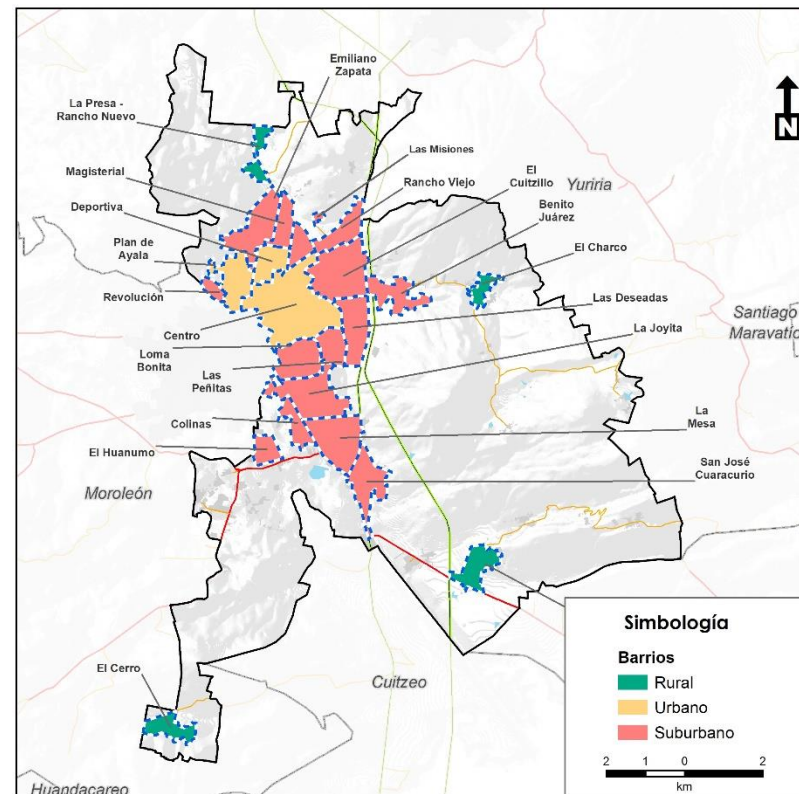 Emiliano
Zapata
La Presa -
Rancho Nuevo
Las Misiones
N
Magisterial
Rancho Viejo
El
Cuitzillo
Yuriria
Deportiva
Benito
Juárez
Plan de
Ayala
El Charco
Revolución
Las Deseadas
Santiago
Maravatío
Centro
La Joyita
Loma
Bonita
Las
Peñitas
Colinas
La
Mesa
El Huanumo
San José
Cuaracurio
Moroleón
Simbología
Barrios
Rural
Urbano
Suburbano
2 1 0 2
km
El Cerro
Cuitzeo
Huandacareo